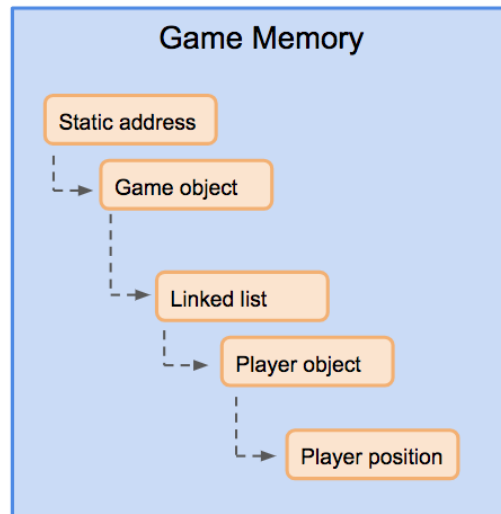 Game Memory
Static address
Game object
Linked list
Player object
Player position